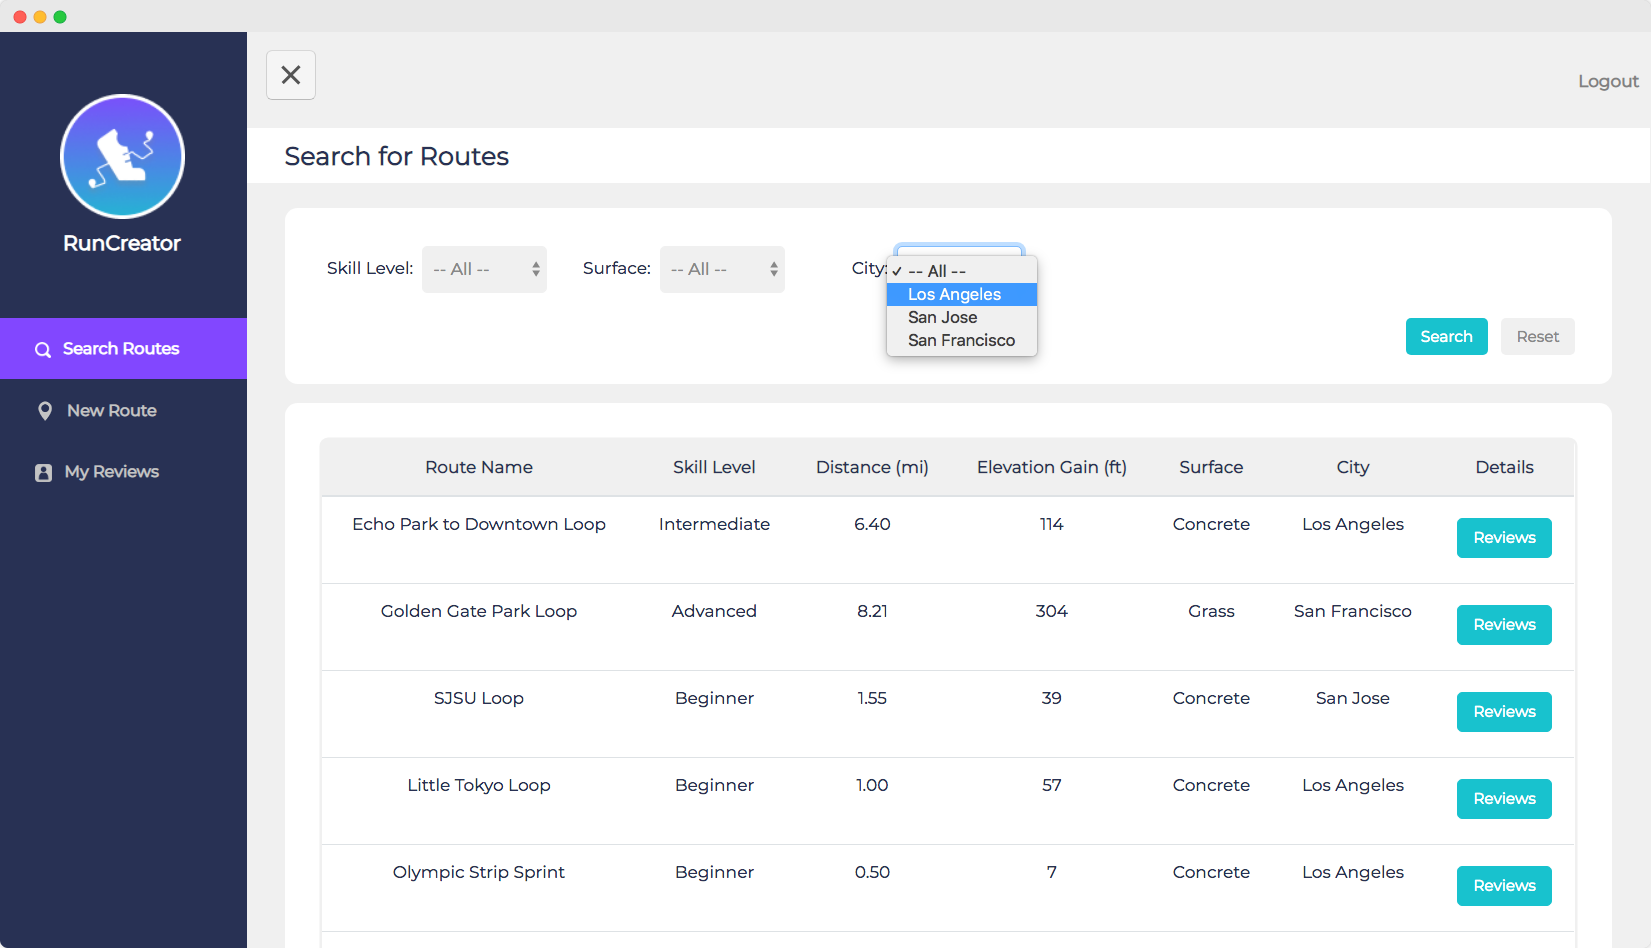 Logout
RunCreator
Search Routes
New Route
My Reviews
Search for Routes
Skill Level: -- All -- Surface: -- All -- City:
✓ -- All --
Los Angeles
San Jose
San Francisco
Search Reset
Route Name Skill Level Distance (mi) Elevation Gain (ft) Surface City Details
Echo Park to Downtown Loop Intermediate 6.40 114 Concrete Los Angeles Reviews
Golden Gate Park Loop Advanced 8.21 304 Grass San Francisco Reviews
SJSU Loop Beginner 1.55 39 Concrete San Jose Reviews
Little Tokyo Loop Beginner 1.00 57 Concrete Los Angeles Reviews
Olympic Strip Sprint Beginner 0.50 7 Concrete Los Angeles Reviews